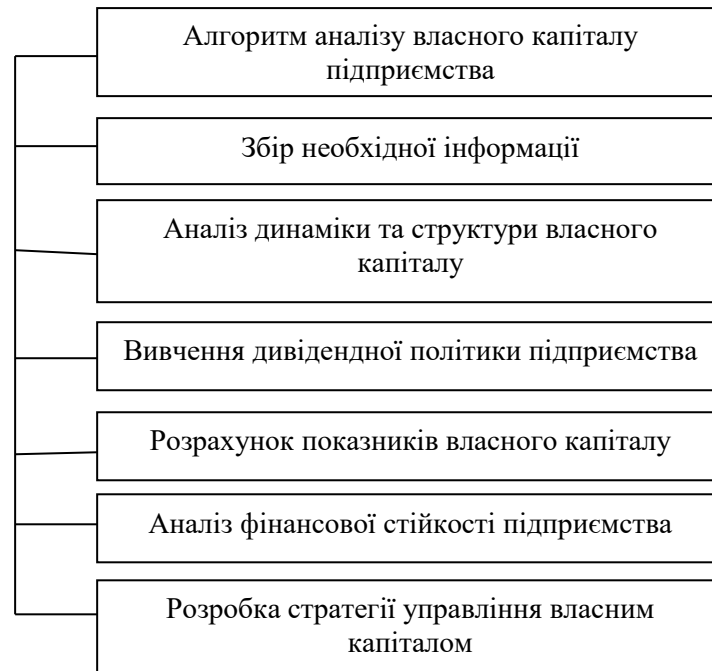 Алгоритм аналізу власного капіталу
підприємства
Збір необхідної інформації
Аналіз динаміки та структури власного
капіталу
Вивчення дивідендної політики підприємства
Розрахунок показників власного капіталу
Аналіз фінансової стійкості підприємства
Розробка стратегії управління власним
капіталом